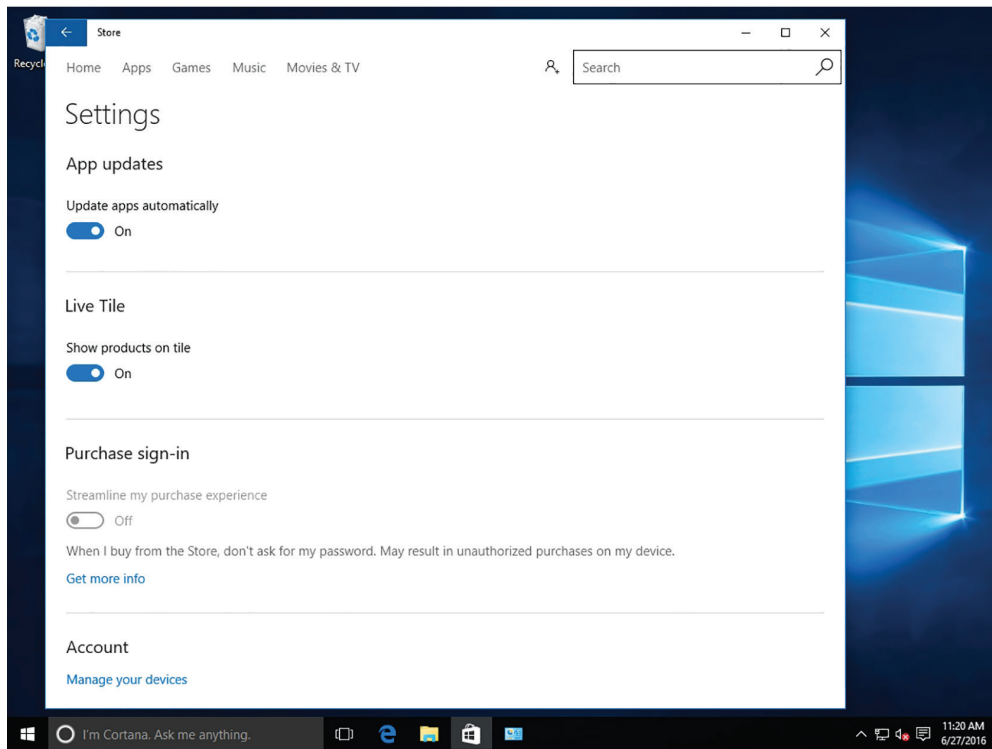 Store
Recycl
Home Apps Games Music Movies & TV
Search
Settings
App updates
Update apps automatically
On
Live Tile
Show products on tile
On
Purchase sign-in
Streamline my purchase experience
Off
When I buy from the Store, don't ask for my password. May result in unauthorized purchases on my device.
Get more info
Account
Manage your devices
I'm Cortana. Ask me anything.
11:20 AM
6/27/2016